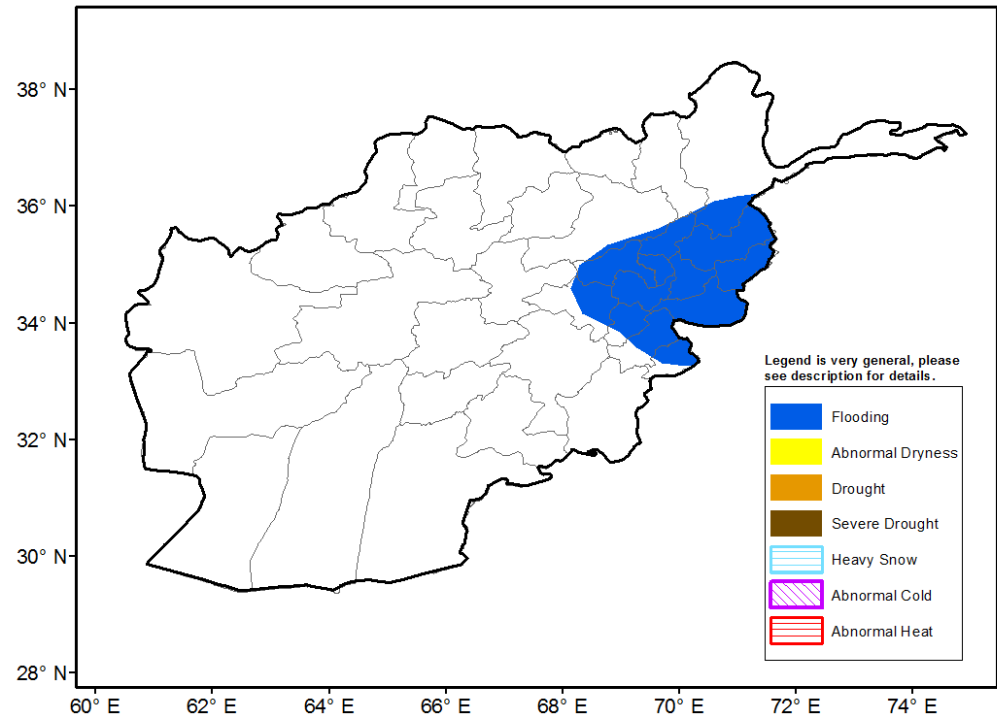 38° N
36° N
34° N
32° N
30° N
28° N
60° E
62° E
64° E
66° E
68° E
70° E
72° E
74° E
Legend is very general, please
see description for details.
Flooding
Abnormal Dryness
Drought
Severe Drought
Heavy Snow
Abnormal Cold
Abnormal Heat